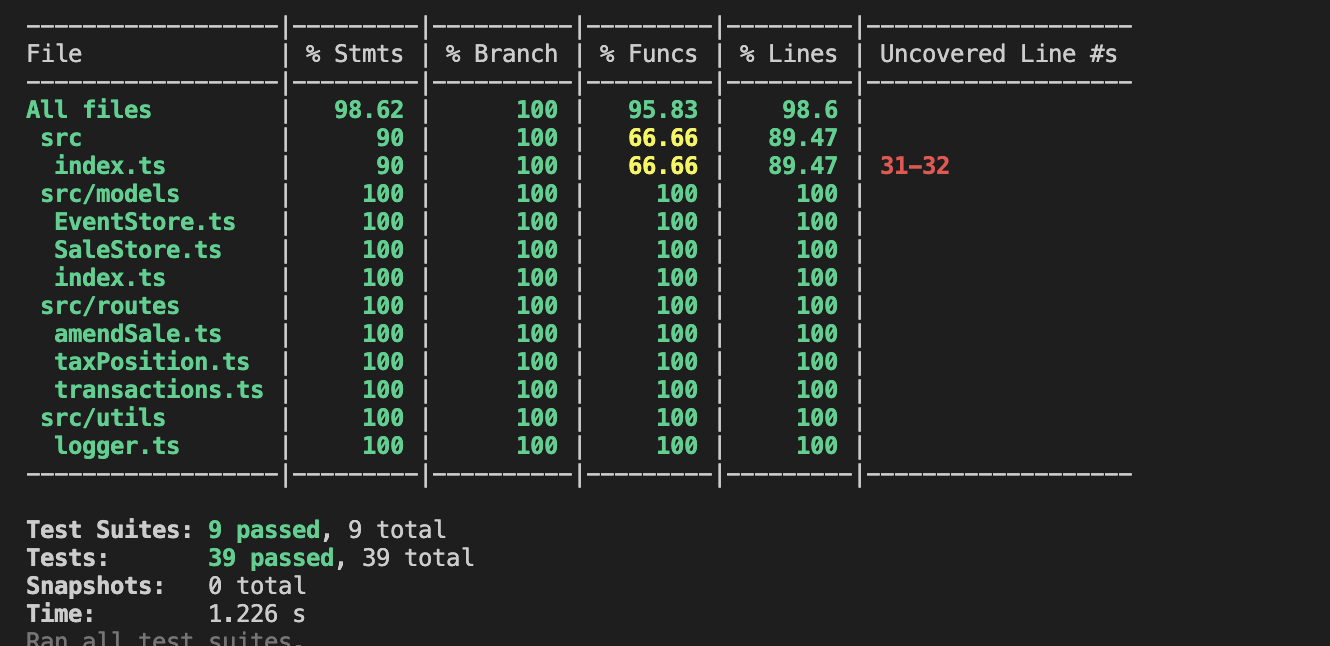 File | % Stmts | % Branch | % Funcs | % Lines | Uncovered Line #s
All files | 98.62 | 100 | 95.83 | 98.6 |
src | 90 | 100 | 66.66 | 89.47 |
index.ts | 90 | 100 | 66.66 | 89.47 | 31-32
src/models | 100 | 100 | 100 | 100 |
EventStore.ts | 100 | 100 | 100 | 100 |
SaleStore.ts | 100 | 100 | 100 | 100 |
index.ts | 100 | 100 | 100 | 100 |
src/routes | 100 | 100 | 100 | 100 |
amendSale.ts | 100 | 100 | 100 | 100 |
taxPosition.ts | 100 | 100 | 100 | 100 |
transactions.ts | 100 | 100 | 100 | 100 |
src/utils | 100 | 100 | 100 | 100 |
logger.ts | 100 | 100 | 100 | 100 |
Test Suites: 9 passed, 9 total
Tests: 39 passed, 39 total
Snapshots: 0 total
Time: 1.226 s
Ran all test suites.